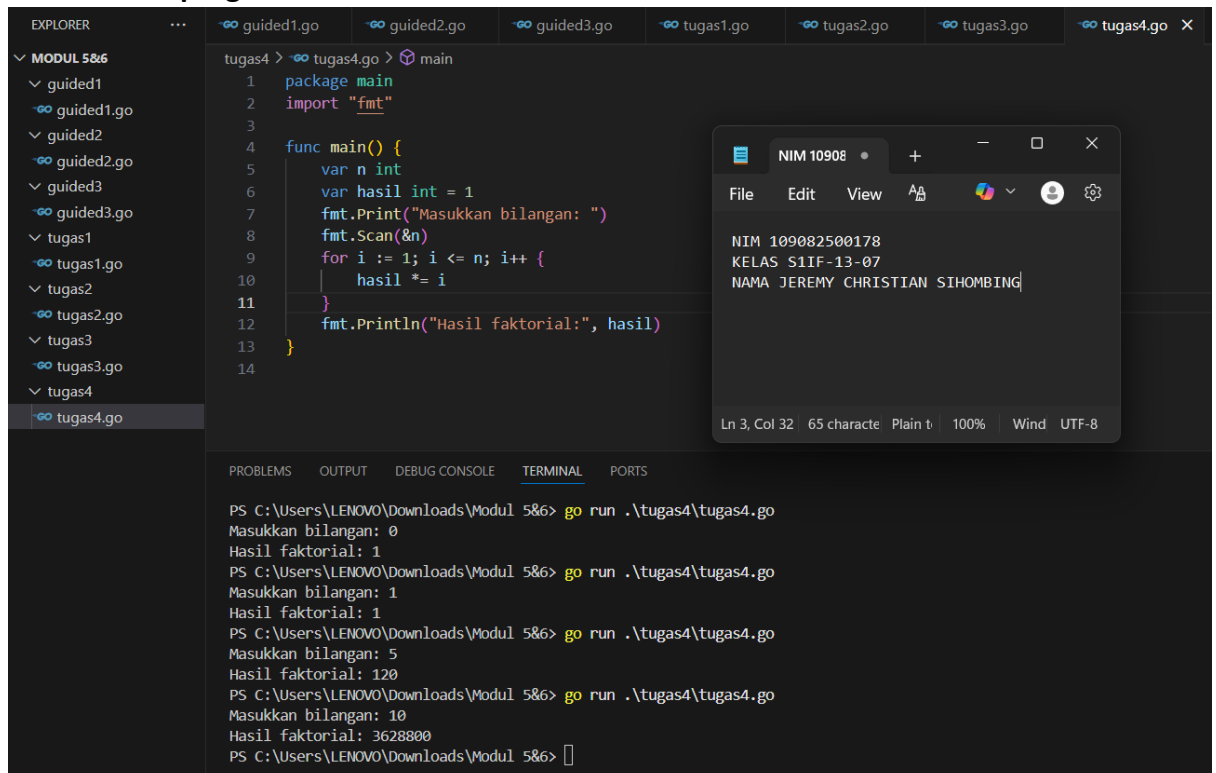 EXPLORER ...
MODUL 5&6
guided1
guided1.go
guided2
guided2.go
guided3
guided3.go
tugas1
tugas1.go
tugas2
tugas2.go
tugas3
tugas3.go
tugas4
tugas4.go
guided1.go guided2.go guided3.go tugas1.go tugas2.go tugas3.go tugas4.go
tugas4 > tugas4.go > main
1 package main
2 import "fmt"
3
4 func main() {
5 var n int
6 var hasil int = 1
7 fmt.Print("Masukkan bilangan: ")
8 fmt.Scan(&n)
9 for i := 1; i <= n; i++ {
10 hasil *= i
11 }
12 fmt.Println("Hasil faktorial:", hasil)
13 }
14
NIM 10908
File Edit View
NIM 109082500178
KELAS S1IF-13-07
NAMA JEREMY CHRISTIAN SIHOMBING
Ln 3, Col 32 65 characte Plain t 100% Wind UTF-8
PROBLEMS OUTPUT DEBUG CONSOLE TERMINAL PORTS
PS C:\Users\LENOVO\Downloads\Modul 5&6> go run .\tugas4\tugas4.go
Masukkan bilangan: 0
Hasil faktorial: 1
PS C:\Users\LENOVO\Downloads\Modul 5&6> go run .\tugas4\tugas4.go
Masukkan bilangan: 1
Hasil faktorial: 1
PS C:\Users\LENOVO\Downloads\Modul 5&6> go run .\tugas4\tugas4.go
Masukkan bilangan: 5
Hasil faktorial: 120
PS C:\Users\LENOVO\Downloads\Modul 5&6> go run .\tugas4\tugas4.go
Masukkan bilangan: 10
Hasil faktorial: 3628800
PS C:\Users\LENOVO\Downloads\Modul 5&6>